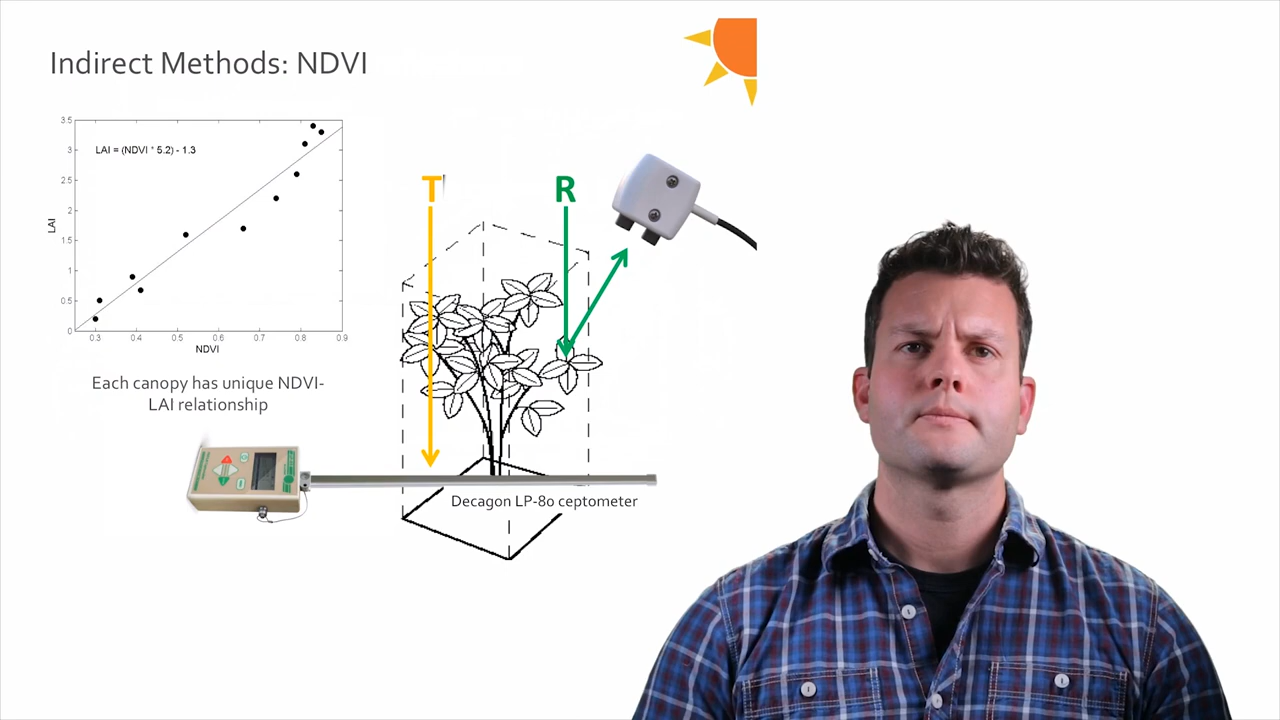 Indirect Methods: NDVI
3.5
3
2.5
2
1.5
1
0.5
0
LAI
LAI = (NDVI * 5.2) - 1.3
0.3 0.4 0.5 0.6 0.7 0.8 0.9
NDVI
T
R
Each canopy has unique NDVI-
LAI relationship
Decagon LP-80 ceptometer